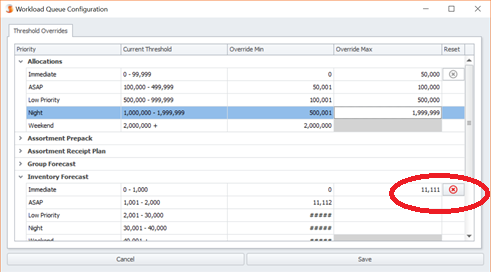 Workload Queue Configuration
Threshold Overrides
Priority Current Threshold Override Min Override Max Reset
Allocations
Immediate 0 - 99,999 0 50,000
ASAP 100,000 - 499,999 50,001 100,000
Low Priority 500,000 - 999,999 100,001 500,000
Night 1,000,000 - 1,999,999 500,001 1,999,999
Weekend 2,000,000 + 2,000,000
Assortment Prepack
Assortment Receipt Plan
Group Forecast
Inventory Forecast
Immediate 0 - 1,000 0 11,111
ASAP 1,001 - 2,000 11,112
Low Priority 2,001 - 30,000 #####
Night 30,001 - 40,000 #####
Weekend 40,001 + #####
Cancel Save